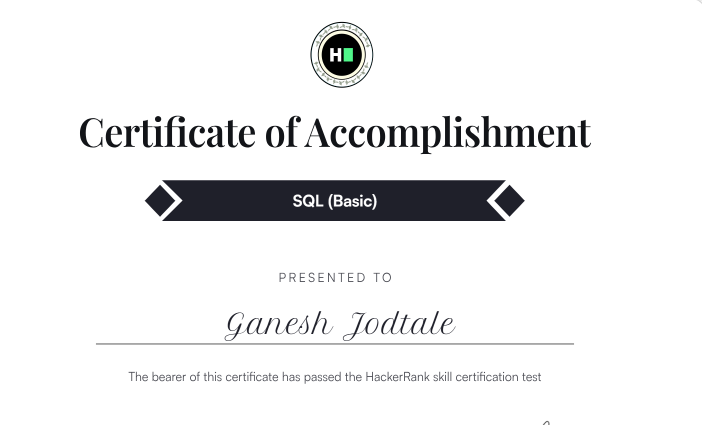 H
Certificate of Accomplishment
SQL (Basic)
PRESENTED TO
Ganesh Jodtale
The bearer of this certificate has passed the HackerRank skill certification test